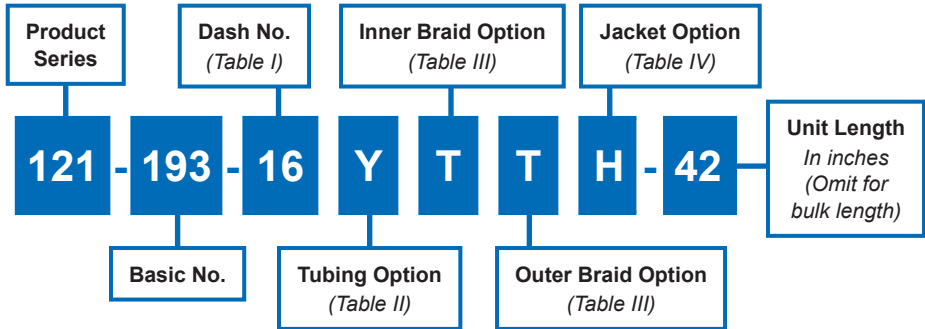 Product
Series
Dash No.
(Table I)
Inner Braid Option
(Table III)
Jacket Option
(Table IV)
121 - 193 - 16 Y T T H - 42
Unit Length
In inches
(Omit for
bulk length)
Basic No.
Tubing Option
(Table II)
Outer Braid Option
(Table III)